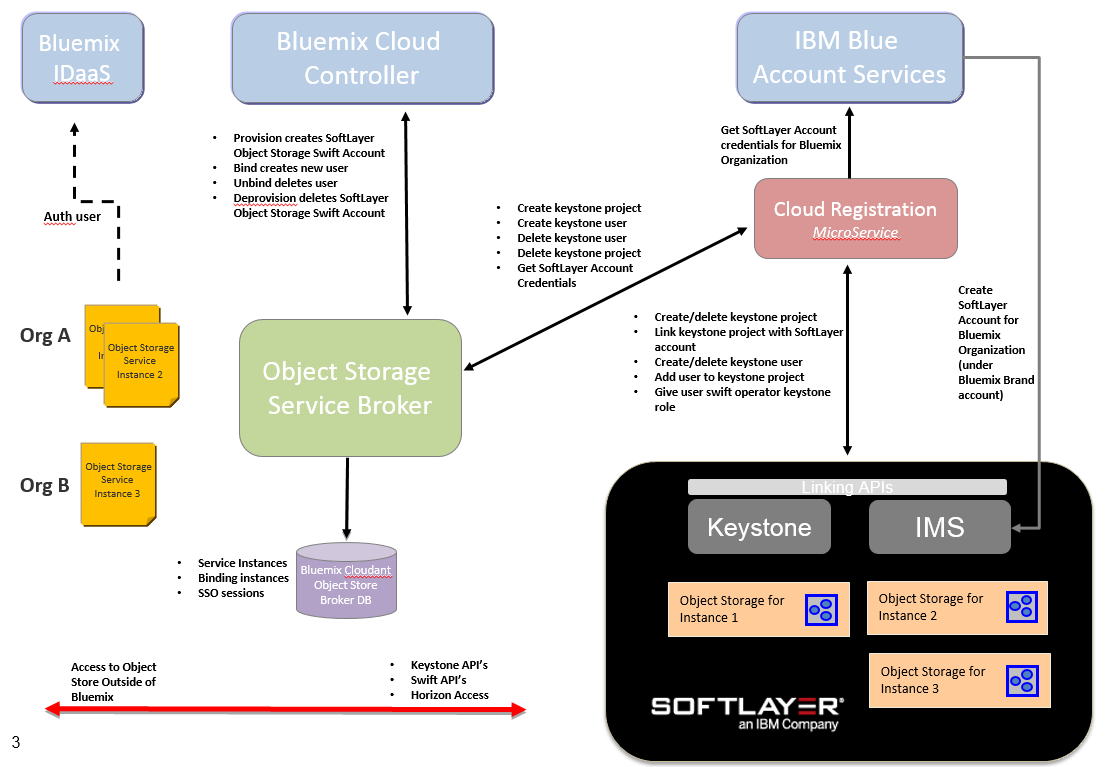 Bluemix
IDaaS
Bluemix Cloud
Controller
IBM Blue
Account Services
• Provision creates SoftLayer
Object Storage Swift Account
• Bind creates new user
• Unbind deletes user
• Deprovision deletes SoftLayer
Object Storage Swift Account
Get SoftLayer Account
credentials for Bluemix
Organization
Auth user
• Create keystone project
• Create keystone user
• Delete keystone user
• Delete keystone project
• Get SoftLayer Account
Credentials
Cloud Registration
MicroService
Create
SoftLayer
Account for
Bluemix
Organization
(under
Bluemix Brand
account)
• Create/delete keystone project
• Link keystone project with SoftLayer
account
• Create/delete keystone user
• Add user to keystone project
• Give user swift operator keystone
role
Org A
Object Storage
Service
Instance 2
Object Storage
Service Broker
Org B
Object Storage
Service
Instance 3
Linking APIs
Keystone
IMS
• Service Instances
• Binding instances
• SSO sessions
Bluemix Cloudant
Object Store
Broker DB
Object Storage for
Instance 1
Object Storage for
Instance 2
Object Storage for
Instance 3
Access to Object
Store Outside of
Bluemix
• Keystone API's
• Swift API's
• Horizon Access
SOFTLAYER®
an IBM Company
3